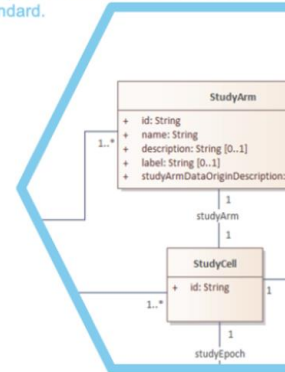 StudyArm
+ id: String
+ name: String
+ description: String [0..1]
+ label: String [0..1]
+ studyArmDataOriginDescription:
1..*
1
studyArm
1
StudyCell
+ id: String
1
1..*
1
studyEpoch